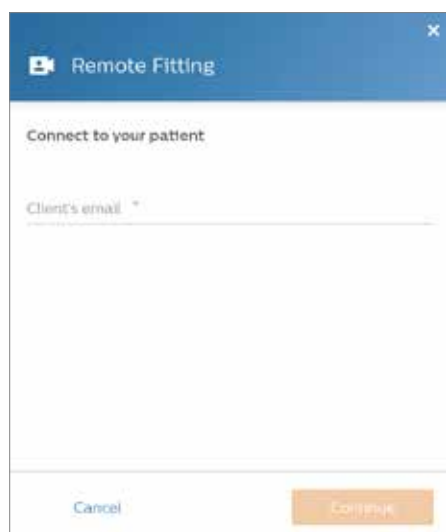 Remote Fitting
Connect to your patient
Client's email *
Cancel
Continue